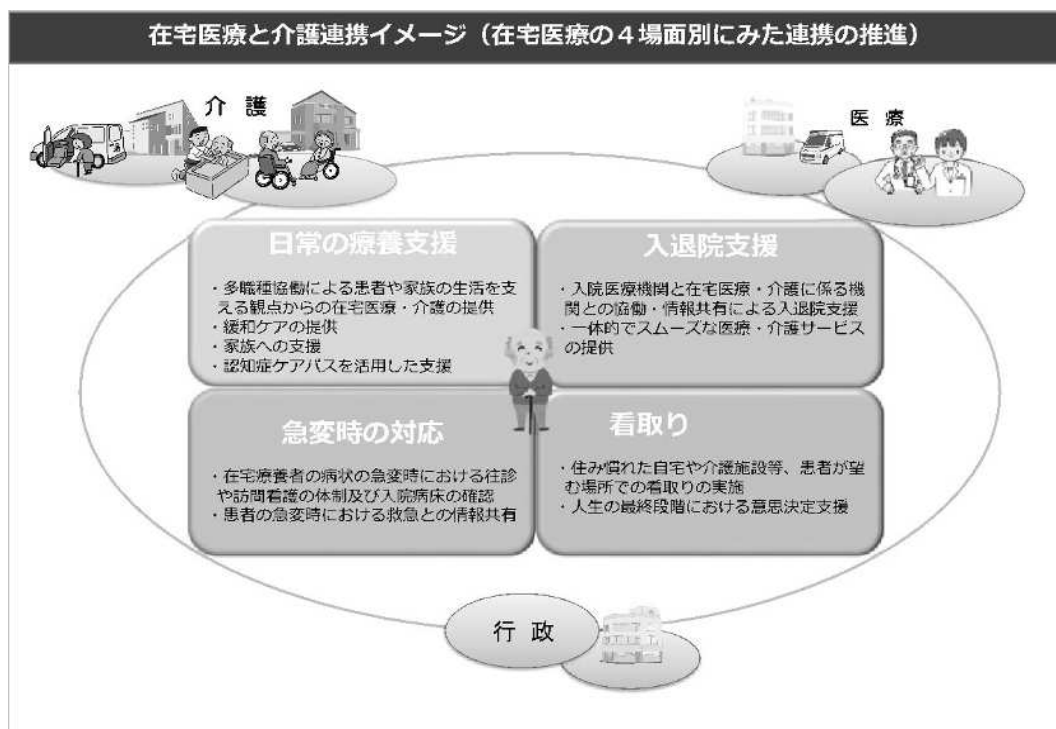 在宅医療と介護連携イメージ（在宅医療の４場面別にみた連携の推進）
介 護
医 療
日常の療養支援
・多職種協働による患者や家族の生活を支
える観点からの在宅医療・介護の提供
・緩和ケアの提供
・家族への支援
・認知症ケアパスを活用した支援
入退院支援
・入院医療機関と在宅医療・介護に係る機
関との協働・情報共有による入退院支援
・一体的でスムーズな医療・介護サービス
の提供
急変時の対応
・在宅療養者の病状の急変時における往診
や訪問看護の体制及び入院病床の確認
・患者の急変時における救急との情報共有
看取り
・住み慣れた自宅や介護施設等、患者が望
む場所での看取りの実施
・人生の最終段階における意思決定支援
行 政